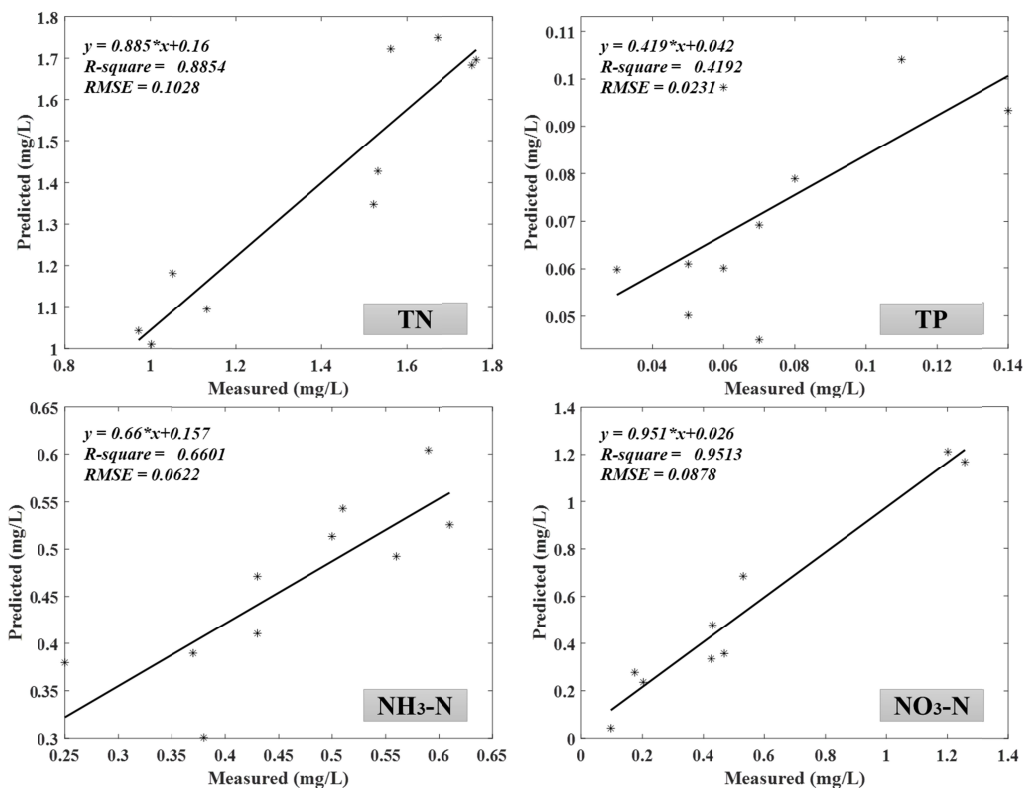 1.8
1.7
1.6
1.5
1.4
1.3
1.2
1.1
1
Predicted (mg/L)
y = 0.885*x+0.16
R-square = 0.8854
RMSE = 0.1028
TN
0.8 1 1.2 1.4 1.6 1.8
Measured (mg/L)
0.11
0.1
0.09
0.08
0.07
0.06
0.05
Predicted (mg/L)
y = 0.419*x+0.042
R-square = 0.4192
RMSE = 0.0231
TP
0.04 0.06 0.08 0.1 0.12 0.14
Measured (mg/L)
0.65
0.6
0.55
0.5
0.45
0.4
0.35
0.3
Predicted (mg/L)
y = 0.66*x+0.157
R-square = 0.6601
RMSE = 0.0622
NH3-N
0.25 0.3 0.35 0.4 0.45 0.5 0.55 0.6 0.65
Measured (mg/L)
1.4
1.2
1
0.8
0.6
0.4
0.2
0
Predicted (mg/L)
y = 0.951*x+0.026
R-square = 0.9513
RMSE = 0.0878
NO3-N
0 0.2 0.4 0.6 0.8 1 1.2 1.4
Measured (mg/L)